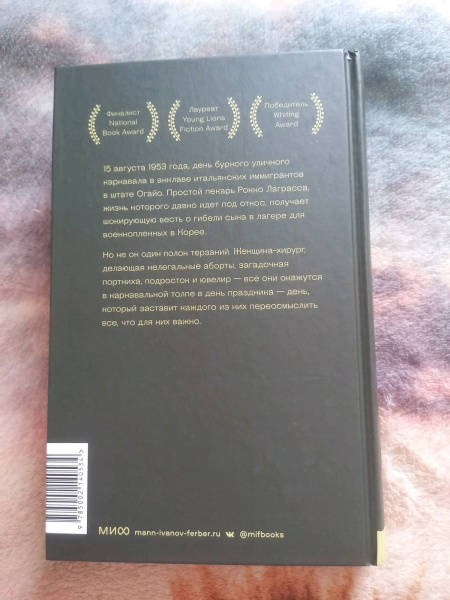 Финалист
National
Book Award
Лауреат
Young Lions
Fiction Award
Победитель
Whiting
Award
15 августа 1953 года, день бурного уличного
карнавала в анклаве итальянских иммигрантов
в штате Огайо. Простой пекарь Рокко Лаграсса,
жизнь которого давно идет под откос, получает
шокирующую весть о гибели сына в лагере для
военнопленных в Корее.
Но не он один полон терзаний. Женщина-хирург,
делающая нелегальные аборты, загадочная
портниха, подросток и ювелир — все они окажутся
в карнавальной толпе в день праздника — день,
который заставит каждого из них переосмыслить
все, что для них важно.
МИФ mann-ivanov-ferber.ru @mifbooks